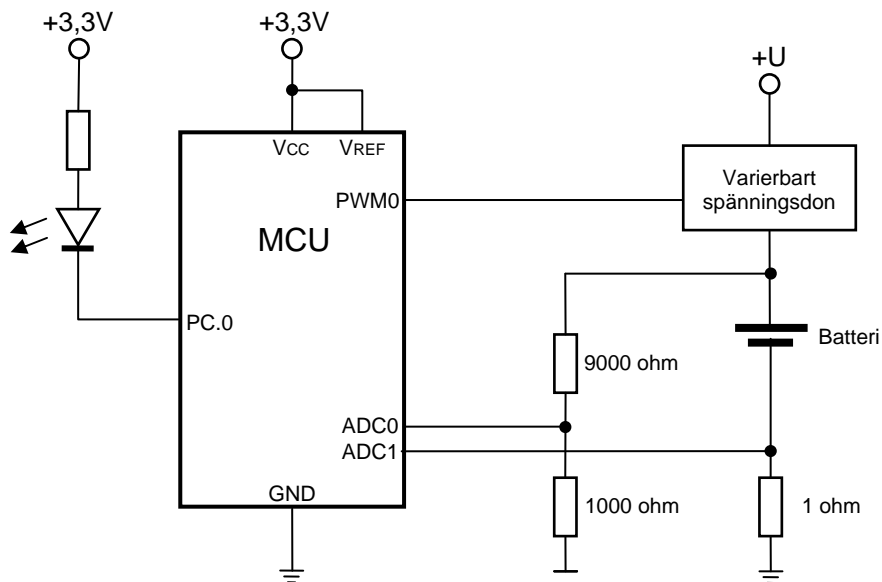 +3,3V
+3,3V
+U
VCC
VREF
Varierbart
spänningsdon
PWM0
MCU
PC.0
Batteri
9000 ohm
ADC0
ADC1
GND
1000 ohm
1 ohm